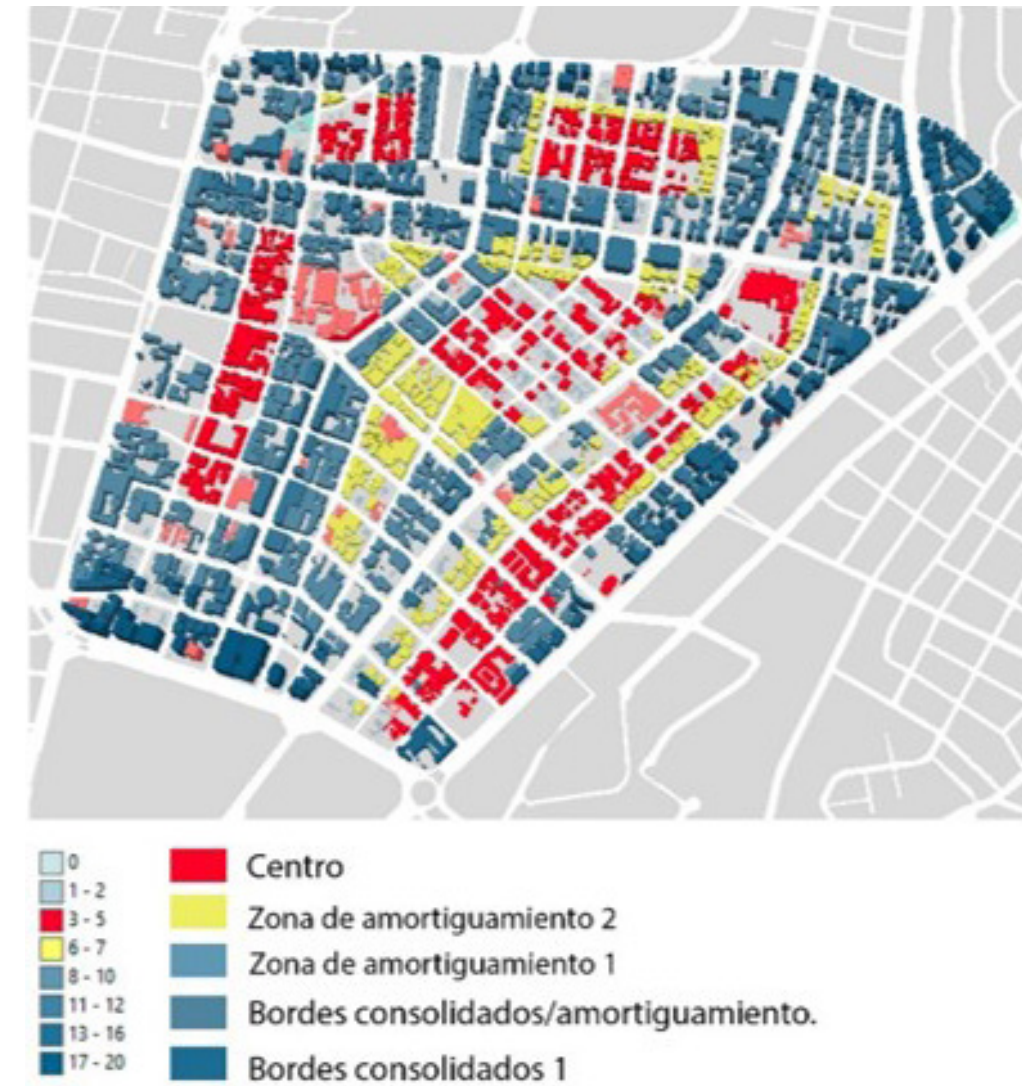 0
1 - 2
3 - 5
6 - 7
8 - 10
11 - 12
13 - 16
17 - 20
Centro
Zona de amortiguamiento 2
Zona de amortiguamiento 1
Bordes consolidados/amortiguamiento.
Bordes consolidados 1